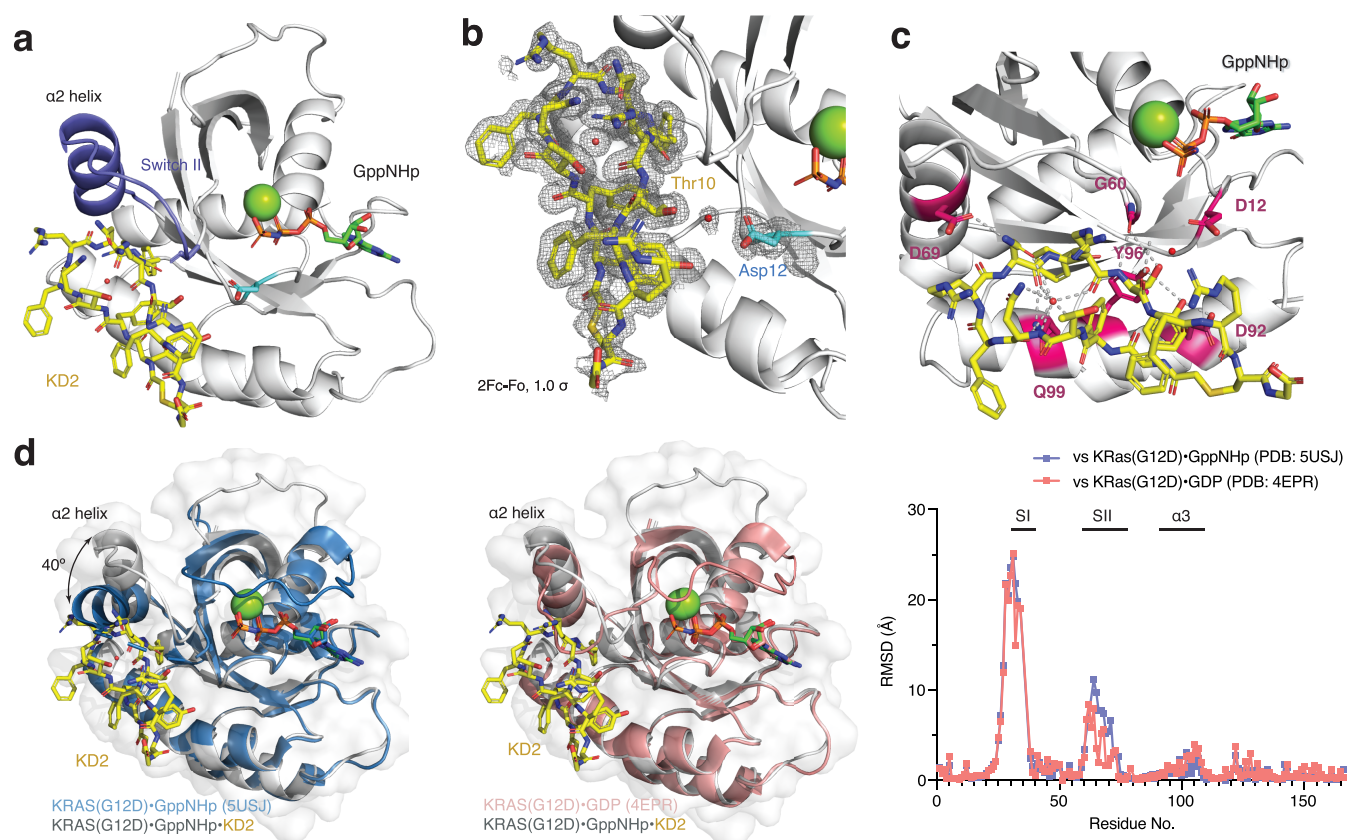 a
α2 helix
Switch II
GppNHp
KD2
b
Thr10
Asp12
2Fc-Fo, 1.0 σ
c
GppNHp
G60
D12
D69
Y96
D92
Q99
d
α2 helix
40º
KD2
KRAS(G12D)•GppNHp (5USJ)
KRAS(G12D)•GppNHp•KD2
α2 helix
KD2
KRAS(G12D)•GDP (4EPR)
KRAS(G12D)•GppNHp•KD2
vs KRas(G12D)•GppNHp (PDB: 5USJ)
vs KRas(G12D)•GDP (PDB: 4EPR)
SI SII α3
30
20
10
0
RMSD (Å)
0 50 100 150
Residue No.